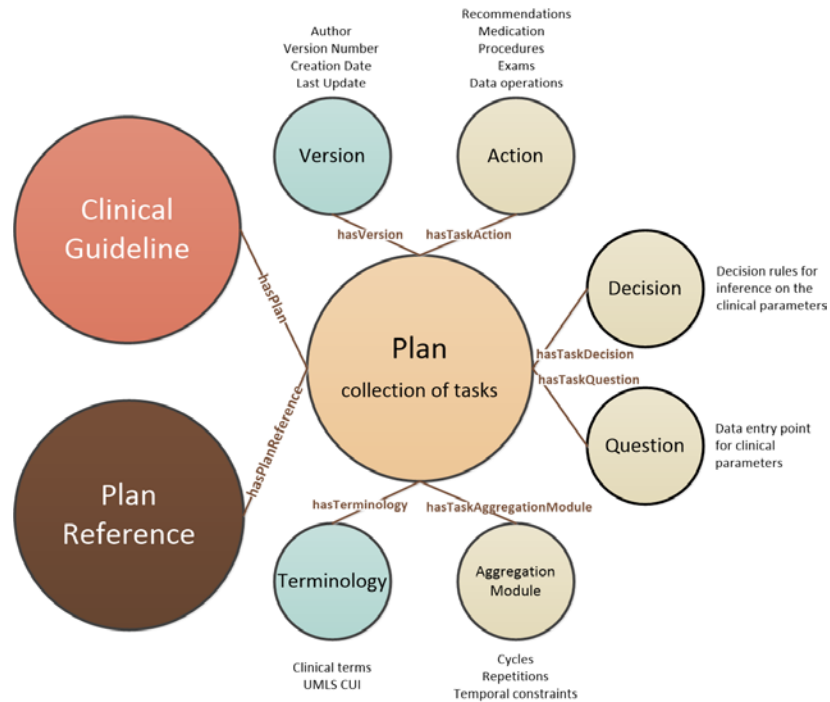 Author
Version Number
Creation Date
Last Update
Recommendations
Medication
Procedures
Exams
Data operations
Version
Action
Clinical
Guideline
hasVersion
hasTaskAction
hasPlan
Plan
collection of tasks
Decision
Decision rules for
inference on the
clinical parameters
hasTaskDecision
hasTaskQuestion
Question
Data entry point
for clinical
parameters
hasPlanReference
Plan
Reference
hasTerminology
hasTaskAggregationModule
Terminology
Aggregation
Module
Clinical terms
UMLS CUI
Cycles
Repetitions
Temporal constraints